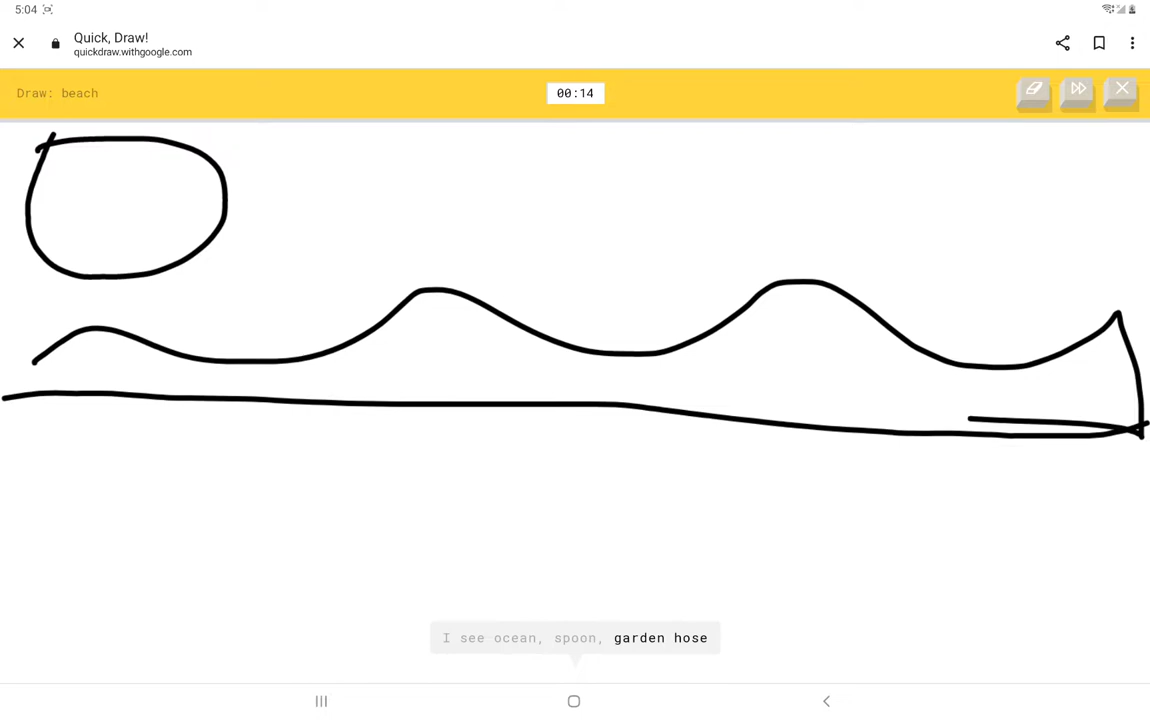 5:04
Quick, Draw!
quickdraw.withgoogle.com
Draw: beach
00:14
I see ocean, spoon, garden hose